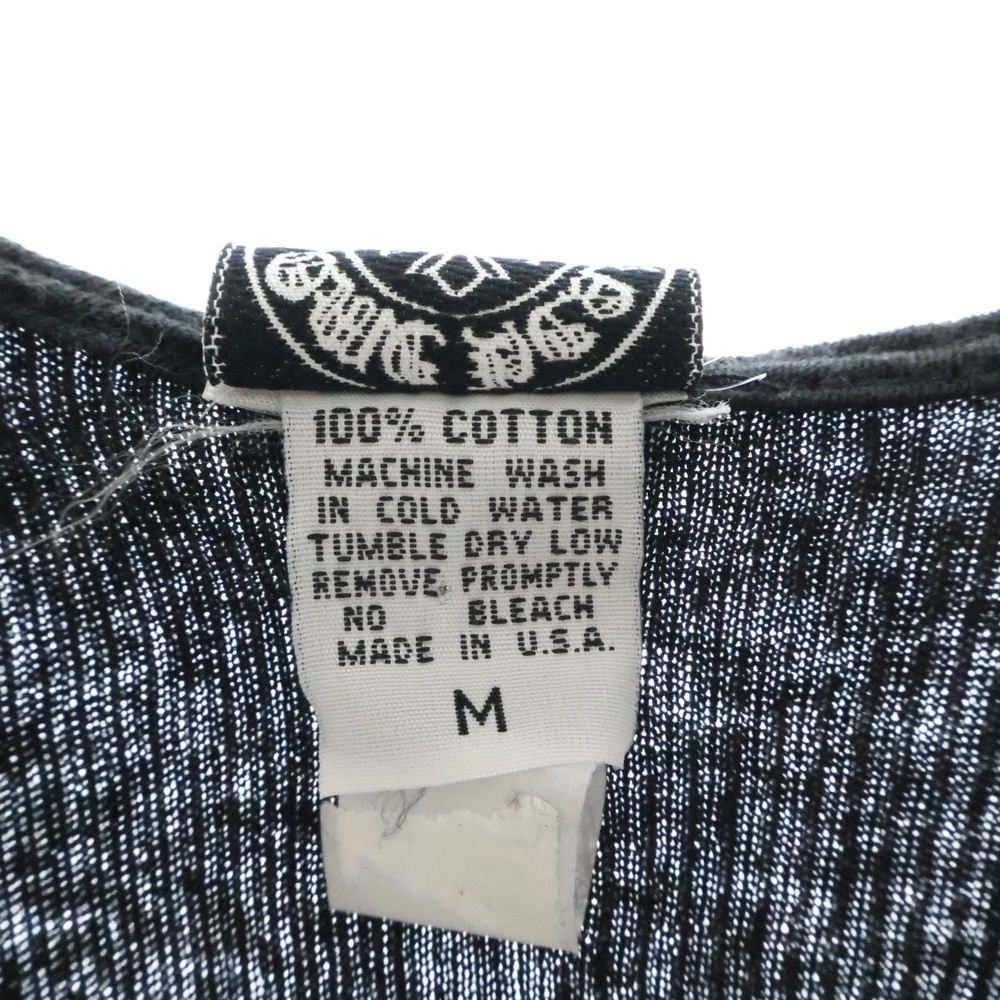 100% COTTON
MACHINE WASH
IN COLD WATER
TUMBLE DRY LOW
REMOVE PROMPTLY
NO BLEACH
MADE IN U.S.A.
M